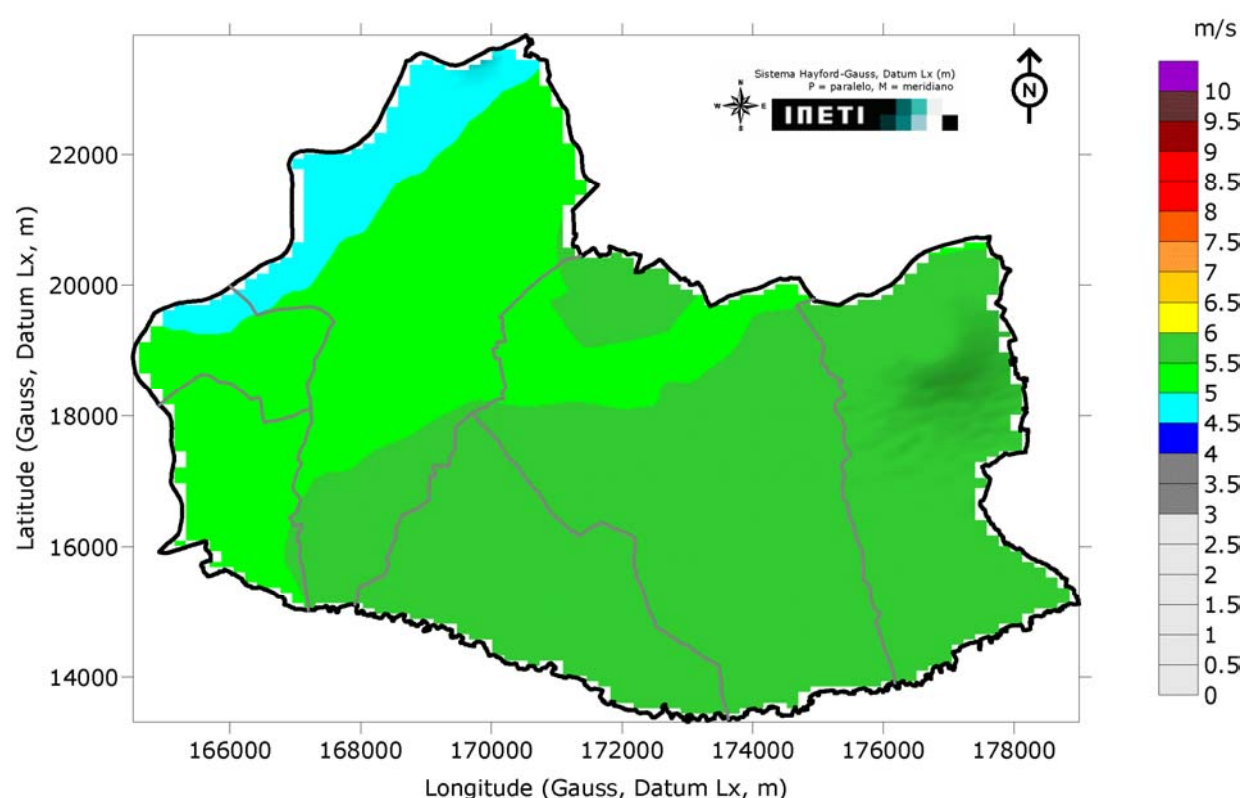 m/s
Sistema Hayford-Gauss, Datum Lx (m)
P = paralelo, M = meridiano
N
W E
S
INETI
N
10
9.5
9
8.5
8
7.5
7
6.5
6
5.5
5
4.5
4
3.5
3
2.5
2
1.5
1
0.5
0
22000
20000
18000
16000
14000
Latitude (Gauss, Datum Lx, m)
166000 168000 170000 172000 174000 176000 178000
Longitude (Gauss, Datum Lx, m)